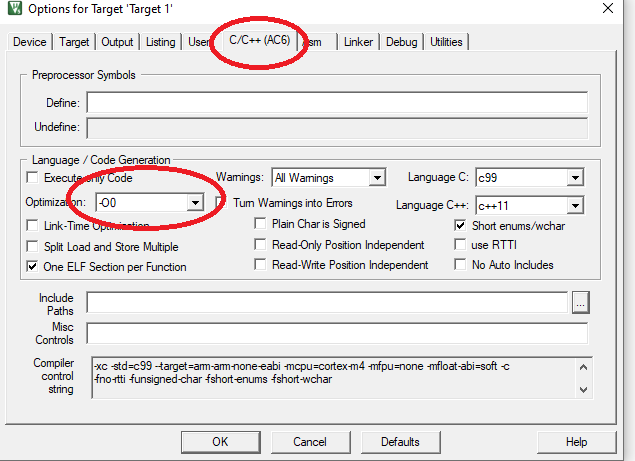 Options for Target 'Target 1'
Device Target Output Listing User C/C++ (AC6) Asm Linker Debug Utilities
Preprocessor Symbols
Define:
Undefine:
Language / Code Generation
Execute-only Code Warnings: All Warnings Language C: c99
Optimization: -O0 Turn Warnings into Errors Language C++: c++11
Link-Time Optimization Plain Char is Signed Short enums/wchar
Split Load and Store Multiple Read-Only Position Independent use RTTI
One ELF Section per Function Read-Write Position Independent No Auto Includes
Include
Paths ...
Misc
Controls
Compiler
control
string
-xc -std=c99 --target=arm-arm-none-eabi -mcpu=cortex-m4 -mfpu=none -mfloat-abi=soft -c
-fno-rtti -funsigned-char -fshort-enums -fshort-wchar
OK Cancel Defaults Help